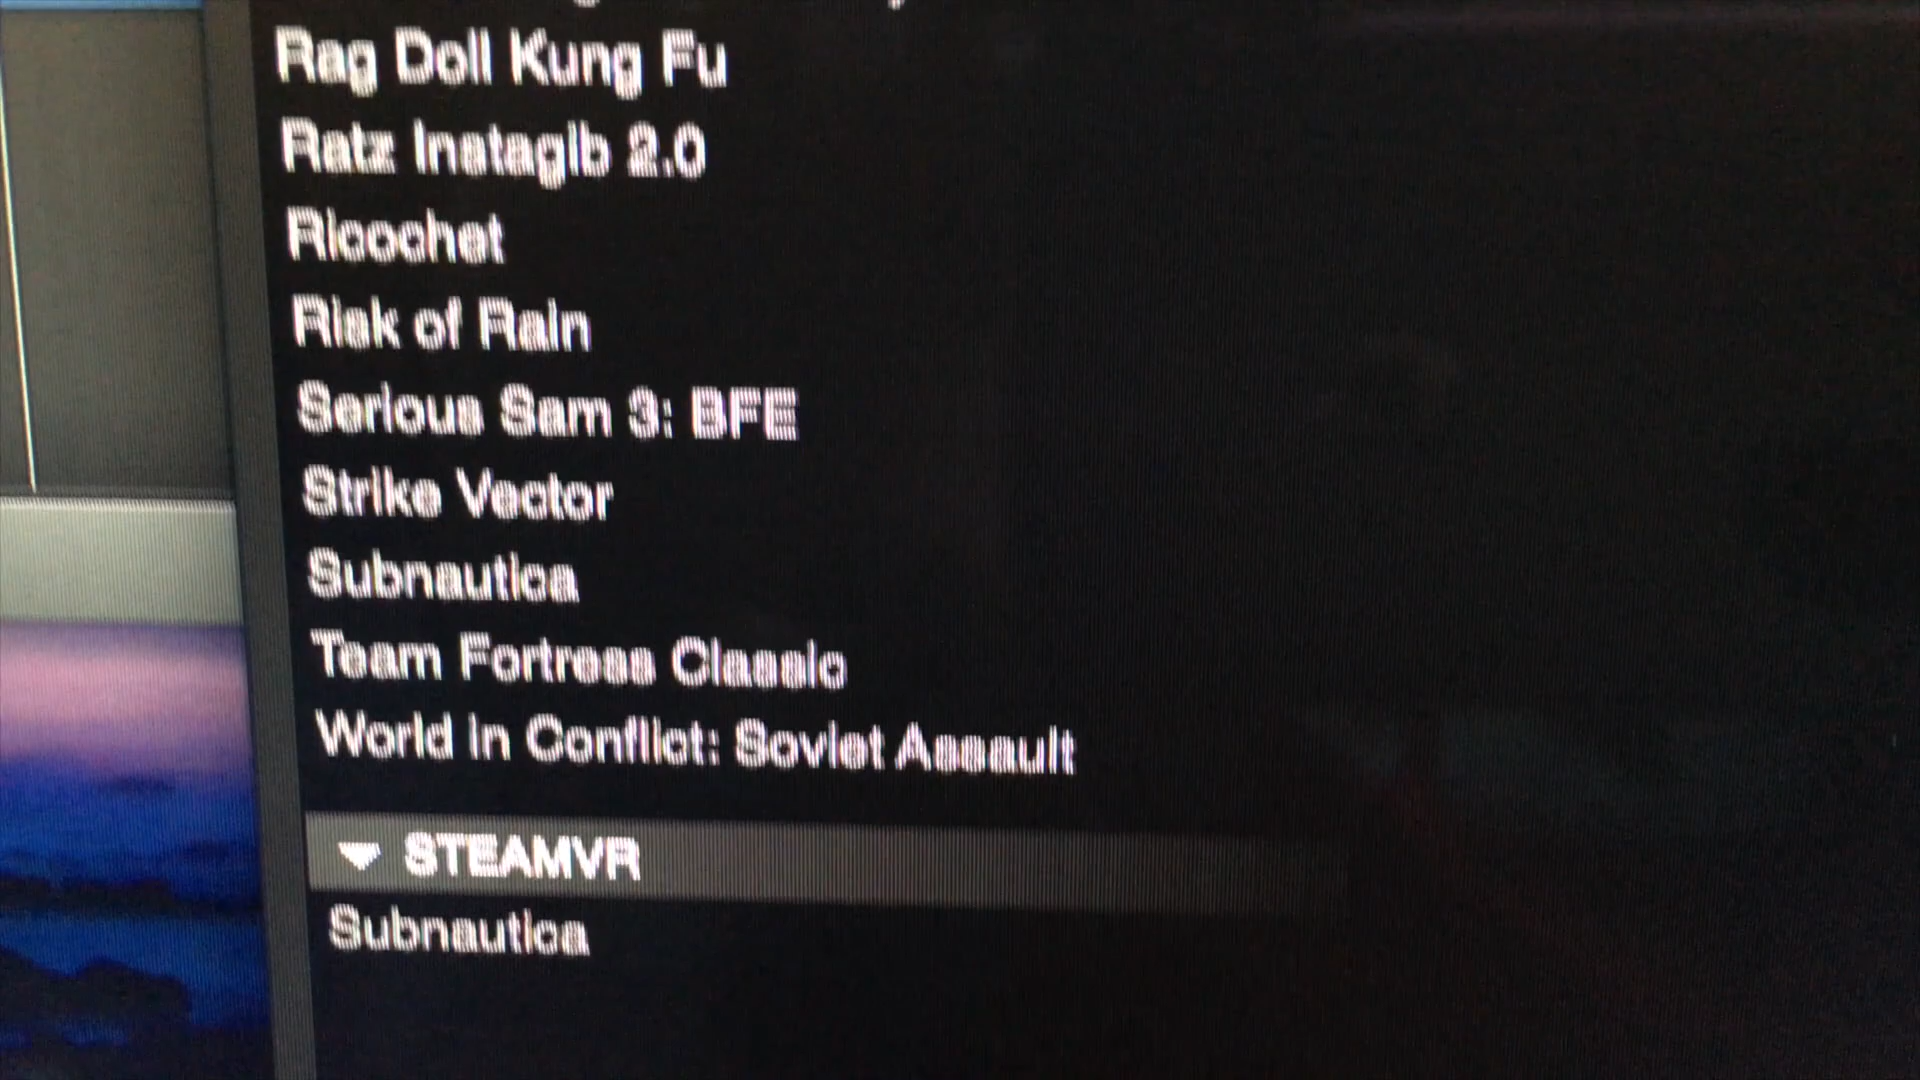 Rag Doll Kung Fu
Ratz Instagib 2.0
Ricochet
Risk of Rain
Serious Sam 3: BFE
Strike Vector
Subnautica
Team Fortress Classic
World in Conflict: Soviet Assault
STEAMVR
Subnautica